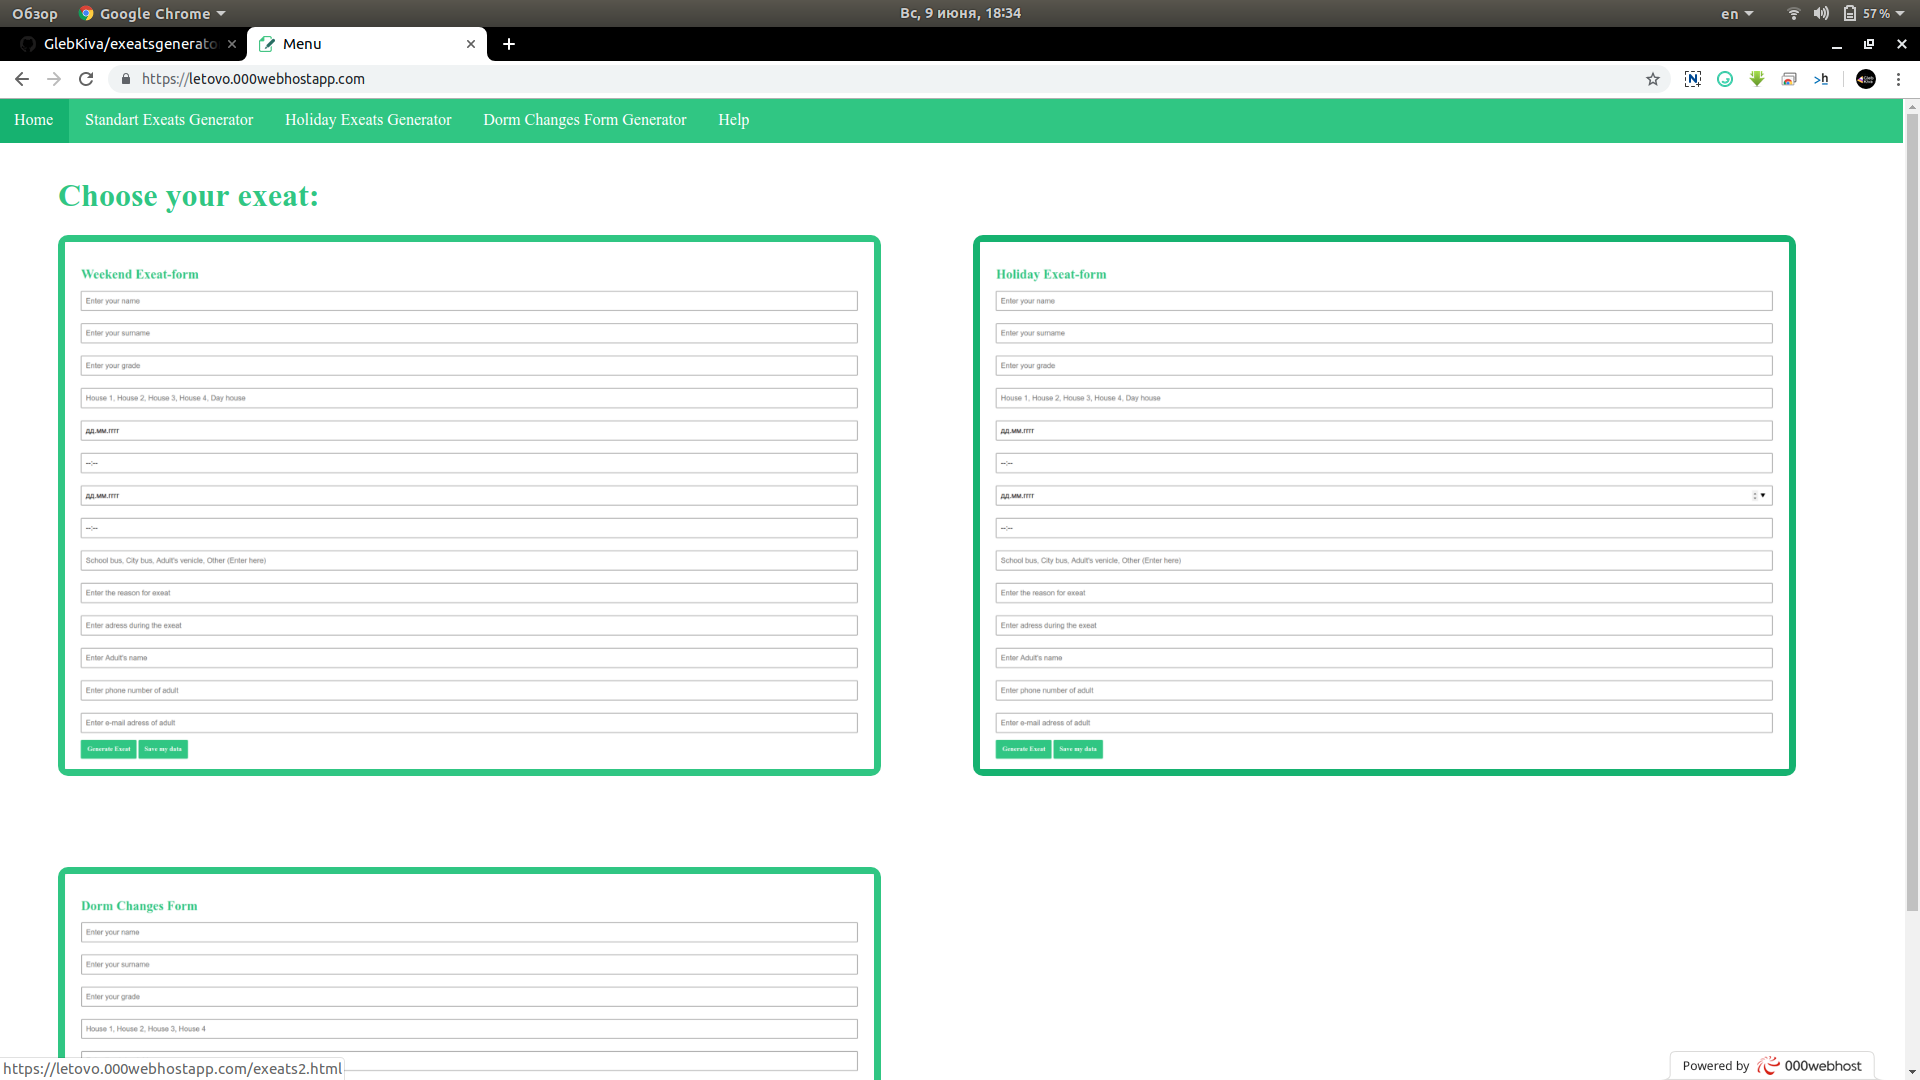 Обзор Google Chrome Вс, 9 июня, 18:34 en 57 %
GlebKiva/exeatsgenerato Menu
https://letovo.000webhostapp.com
Home Standart Exeats Generator Holiday Exeats Generator Dorm Changes Form Generator Help
Choose your exeat:
Weekend Exeat-form
Enter your name
Enter your surname
Enter your grade
House 1, House 2, House 3, House 4, Day house
дд.мм.гггг
--:--
дд.мм.гггг
--:--
School bus, City bus, Adult's venicle, Other (Enter here)
Enter the reason for exeat
Enter adress during the exeat
Enter Adult's name
Enter phone number of adult
Enter e-mail adress of adult
Generate Exeat Save my data
Holiday Exeat-form
Enter your name
Enter your surname
Enter your grade
House 1, House 2, House 3, House 4, Day house
дд.мм.гггг
--:--
дд.мм.гггг
--:--
School bus, City bus, Adult's venicle, Other (Enter here)
Enter the reason for exeat
Enter adress during the exeat
Enter Adult's name
Enter phone number of adult
Enter e-mail adress of adult
Generate Exeat Save my data
Dorm Changes Form
Enter your name
Enter your surname
Enter your grade
House 1, House 2, House 3, House 4
https://letovo.000webhostapp.com/exeats2.html
Powered by 000webhost